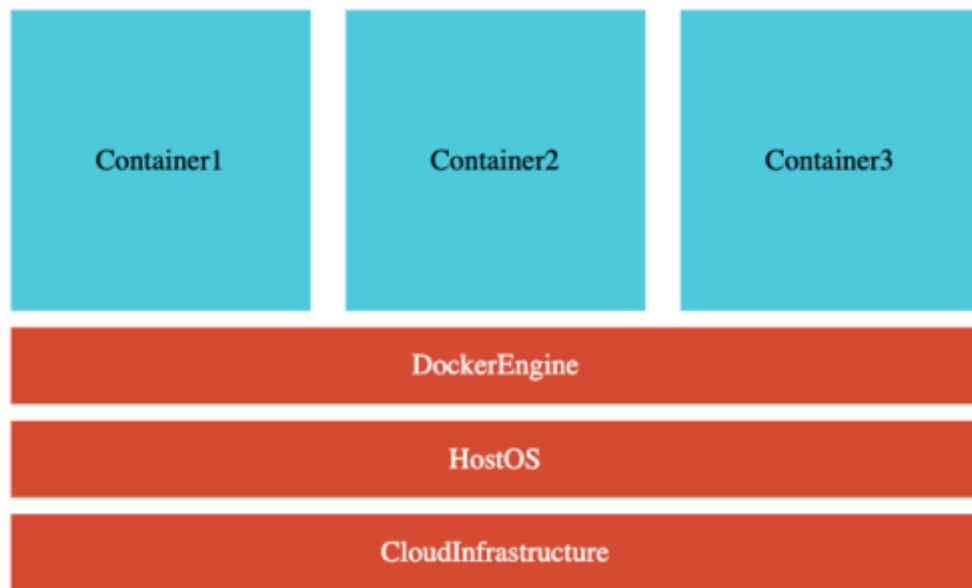 Container1
Container2
Container3
DockerEngine
HostOS
CloudInfrastructure